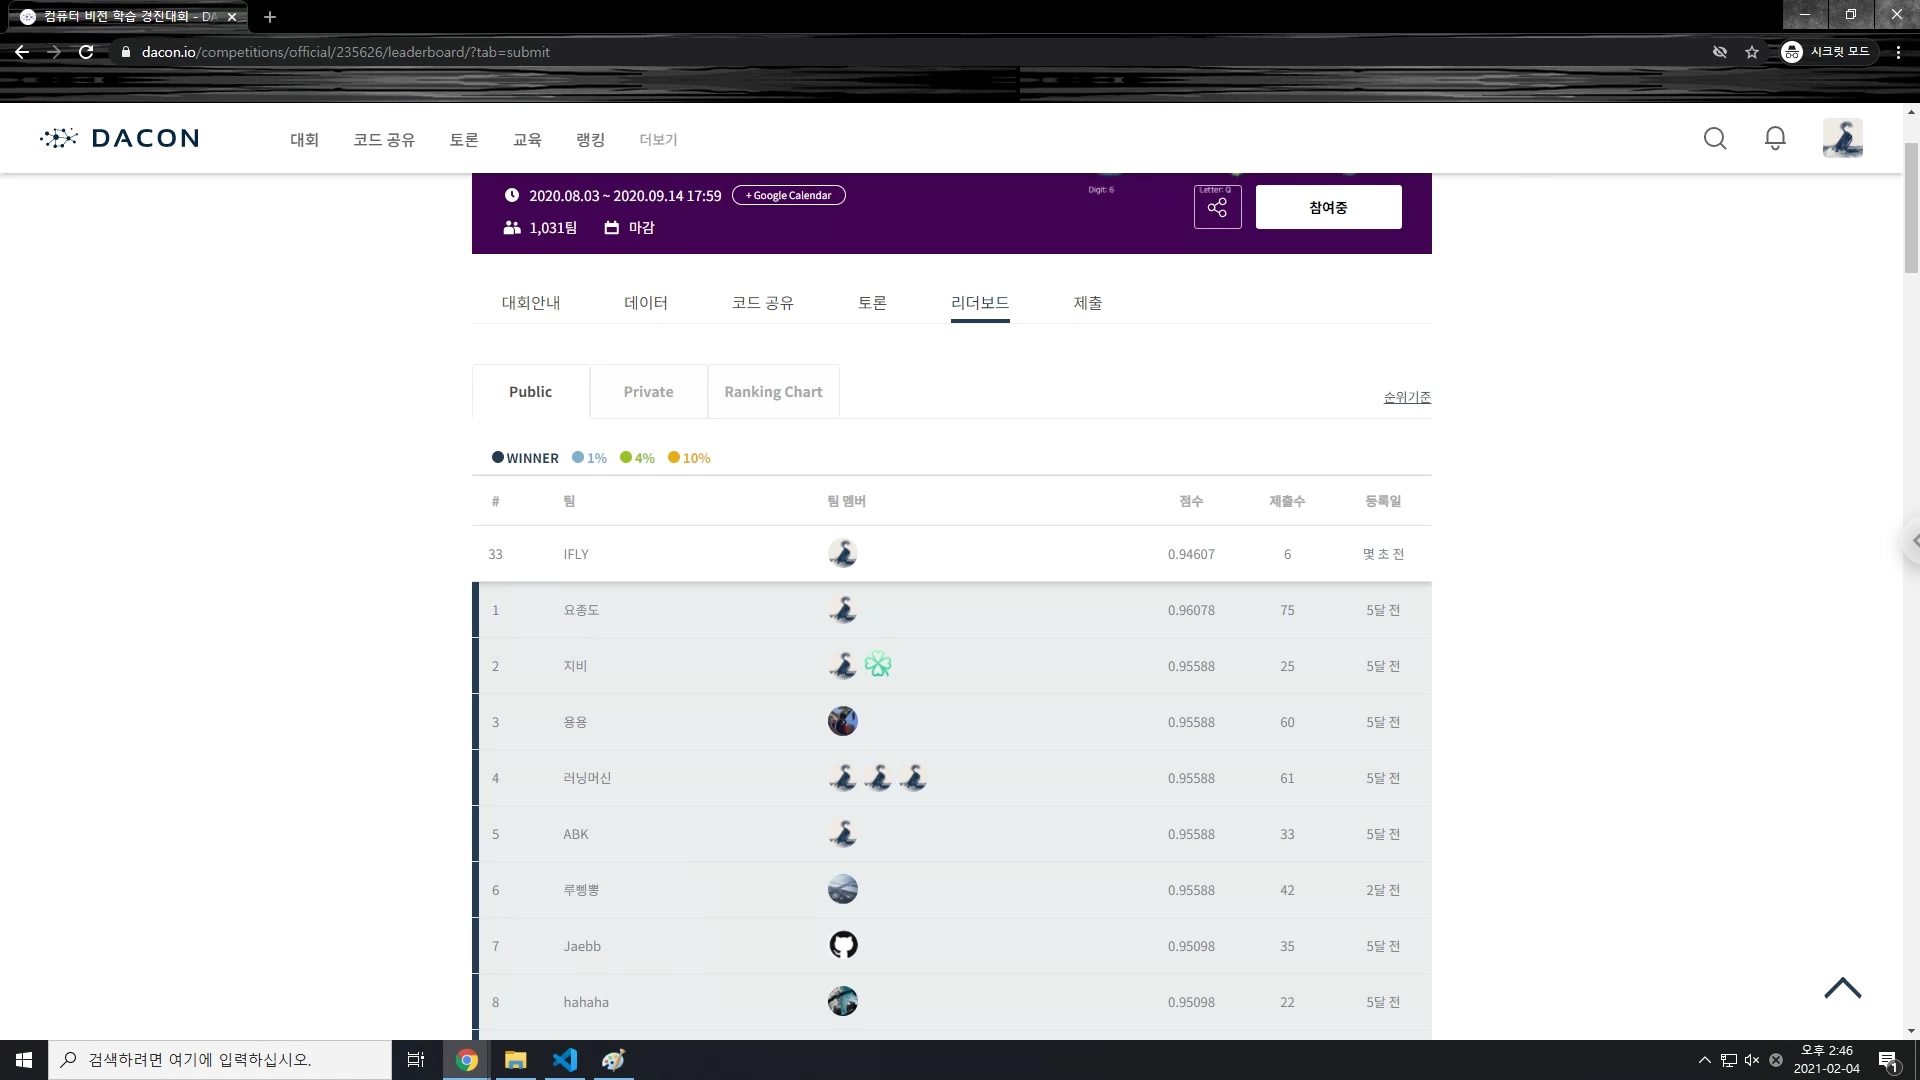 컴퓨터 비전 학습 경진대회 - DA
dacon.io/competitions/official/235626/leaderboard/?tab=submit
시크릿 모드
DACON
대회 코드 공유 토론 교육 랭킹 더보기
Digit: 6 Letter: Q
2020.08.03 ~ 2020.09.14 17:59 + Google Calendar
참여중
1,031팀 마감
대회안내 데이터 코드 공유 토론 리더보드 제출
Public Private Ranking Chart
순위기준
WINNER 1% 4% 10%
# 팀 팀 멤버 점수 제출수 등록일
33 IFLY 0.94607 6 몇 초 전
1 요종도 0.96078 75 5달 전
2 지비 0.95588 25 5달 전
3 용용 0.95588 60 5달 전
4 러닝머신 0.95588 61 5달 전
5 ABK 0.95588 33 5달 전
6 루삥뽕 0.95588 42 2달 전
7 Jaebb 0.95098 35 5달 전
8 hahaha 0.95098 22 5달 전
검색하려면 여기에 입력하십시오.
오후 2:46
2021-02-04
1